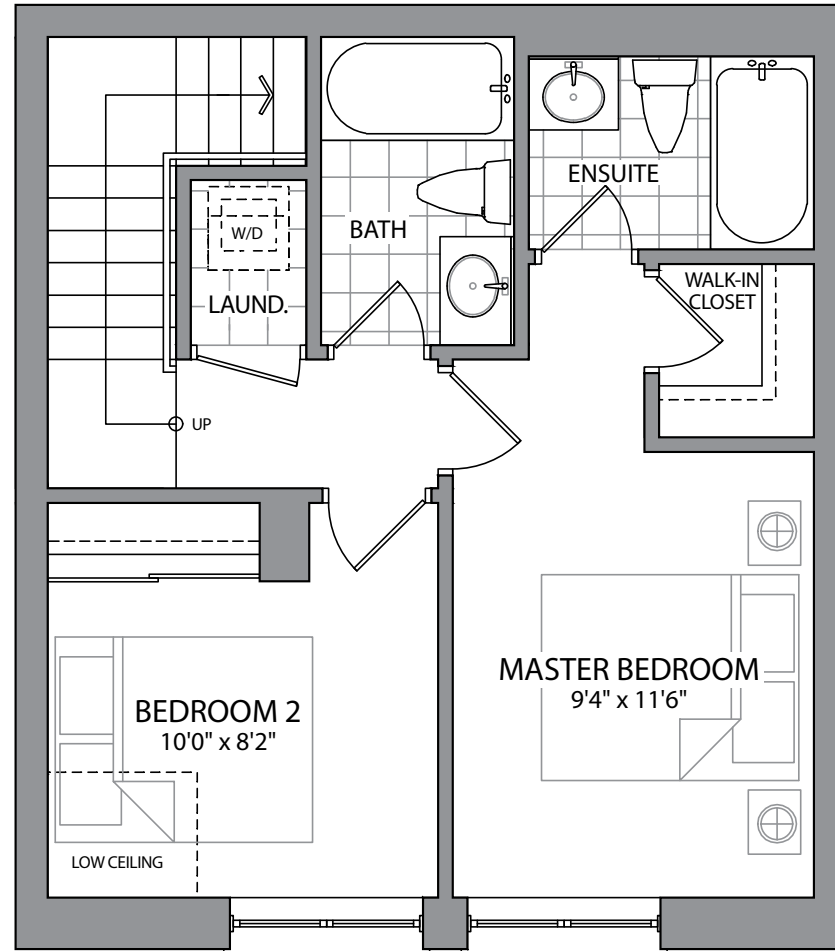 ENSUITE
W/D
BATH
WALK-IN
CLOSET
LAUND.
UP
MASTER BEDROOM
9'4" x 11'6"
BEDROOM 2
10'0" x 8'2"
LOW CEILING